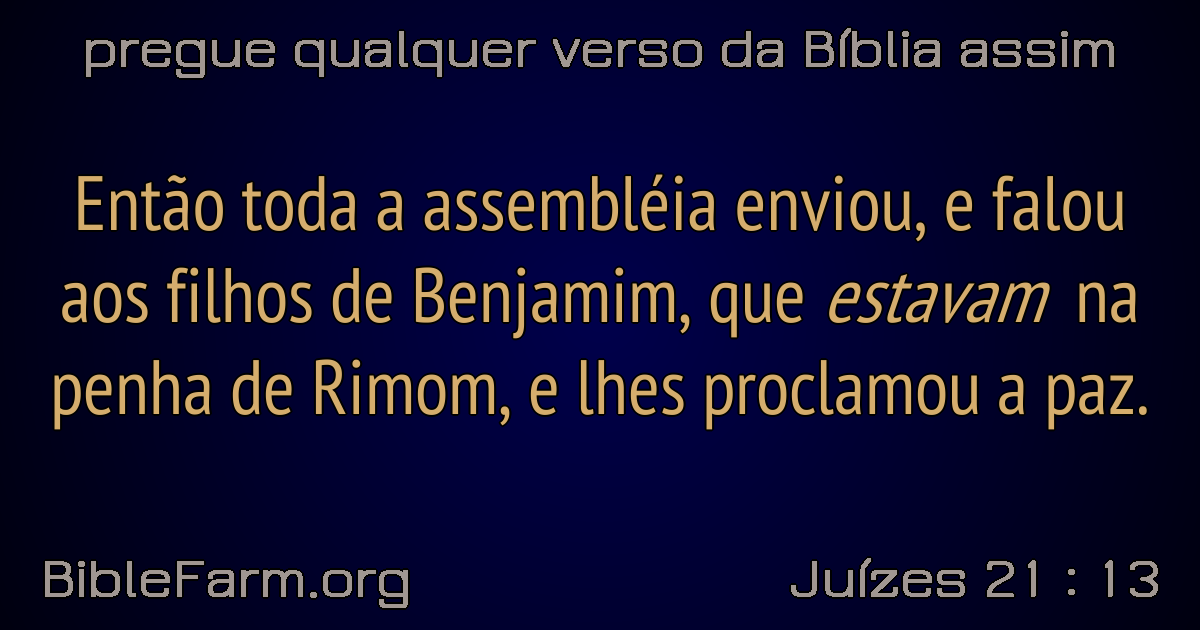 pregue qualquer verso da Bíblia assim
Então toda a assembléia enviou, e falou
aos filhos de Benjamim, que estavam na
penha de Rimom, e lhes proclamou a paz.
BibleFarm.org
Juízes 21 : 13